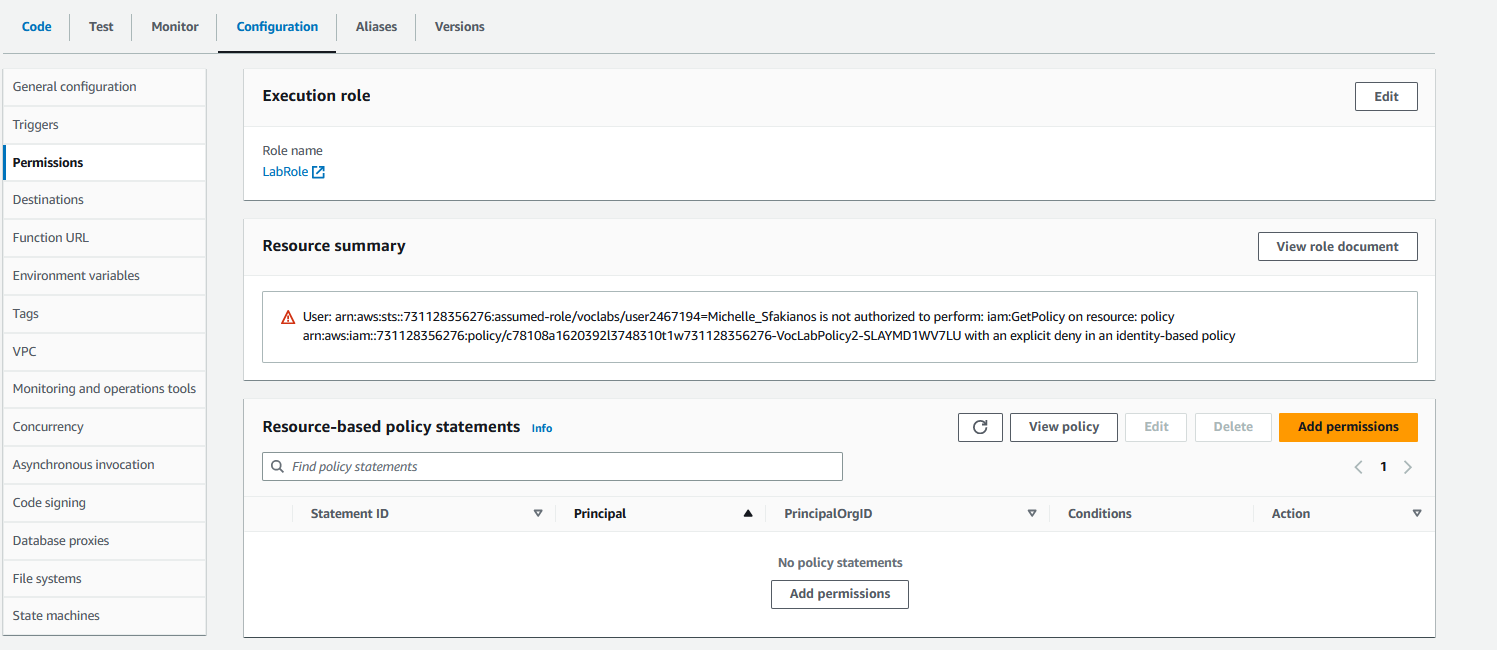 Code
Test
Monitor
Configuration
Aliases
Versions
General configuration
Triggers
Permissions
Destinations
Function URL
Environment variables
Tags
VPC
Monitoring and operations tools
Concurrency
Asynchronous invocation
Code signing
Database proxies
File systems
State machines
Execution role
Edit
Role name
LabRole
Resource summary
View role document
User: arn:aws:sts::731128356276:assumed-role/voclabs/user2467194=Michelle_Sfakianos is not authorized to perform: iam:GetPolicy on resource: policy
arn:aws:iam::731128356276:policy/c78108a1620392l3748310t1w731128356276-VocLabPolicy2-SLAYMD1WV7LU with an explicit deny in an identity-based policy
Resource-based policy statements Info
View policy
Edit
Delete
Add permissions
Find policy statements
1
Statement ID
Principal
PrincipalOrgID
Conditions
Action
No policy statements
Add permissions